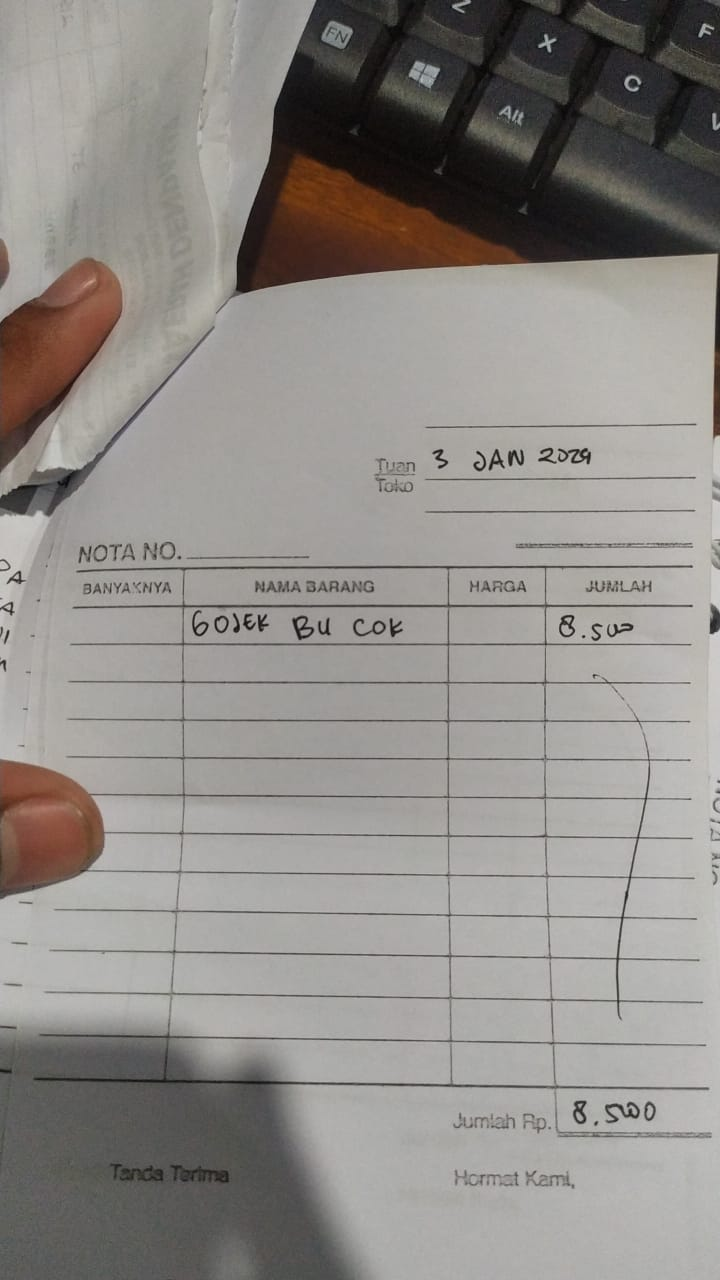 FN
Z
X
C
F
Alt
Tuan 3 JAN 2029
Toko
NOTA NO.
BANYAKNYA NAMA BARANG HARGA JUMLAH
GOJEK BU COK 8.500
Jumlah Rp. 8.500
Tanda Terima Hormat Kami,